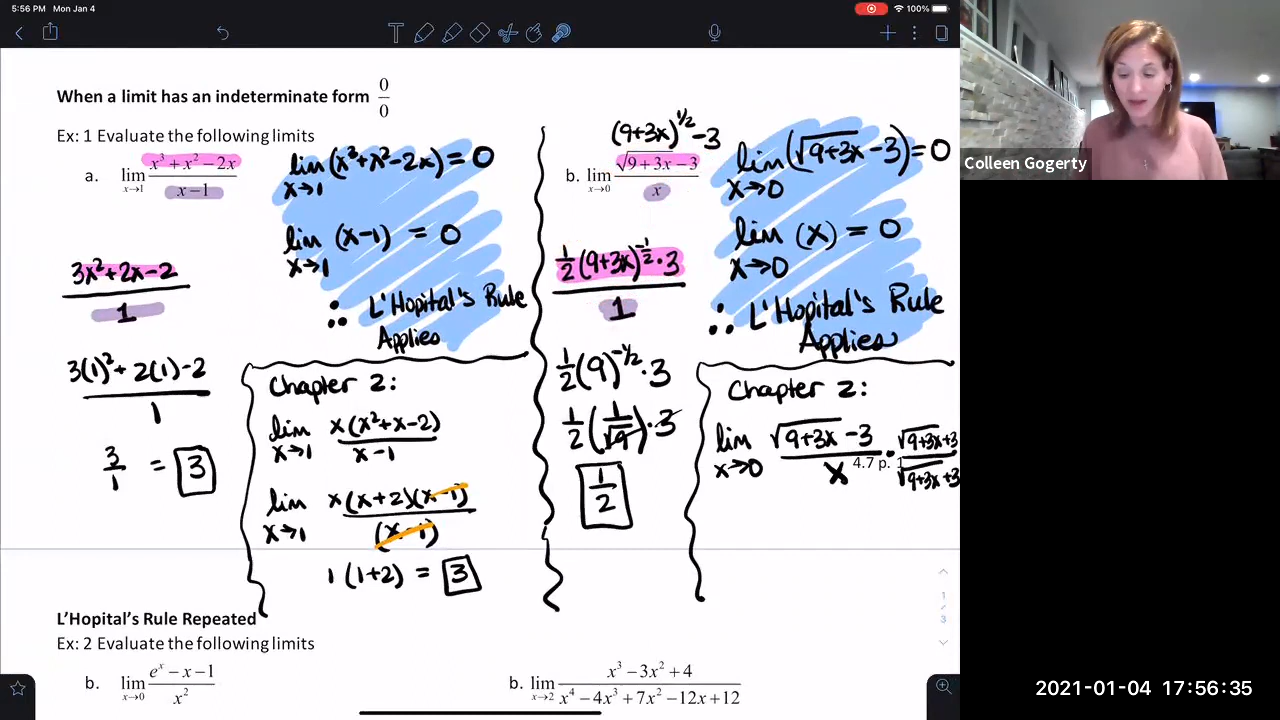 5:56 PM Mon Jan 4
100%
When a limit has an indeterminate form 0/0
Ex: 1 Evaluate the following limits
a. lim x→1 (x³ + x² − 2x)/(x − 1)
lim x→1 (x³+x²-2x) = 0
lim x→1 (x-1) = 0
∴ L'Hopital's Rule
Applies
3x²+2x-2
1
3(1)²+2(1)-2
1
3/1 = 3
Chapter 2:
lim x→1 x(x²+x-2)/(x-1)
lim x→1 x(x+2)(x-1)/(x-1)
1(1+2) = 3
(9+3x)^1/2 - 3
b. lim x→0 (√9 + 3x − 3)/x
lim x→0 (√9+3x - 3) = 0
lim x→0 (x) = 0
∴ L'Hopital's Rule
Applies
1/2(9+3x)^-1/2 · 3
1
1/2(9)^-1/2 · 3
1/2(1/√9) · 3
1/2
Chapter 2:
lim x→0 (√9+3x - 3)/x · (√9+3x+3)/(√9+3x+3)
4.7 p. 1
L'Hopital's Rule Repeated
Ex: 2 Evaluate the following limits
b. lim x→0 (eˣ − x − 1)/x²
b. lim x→2 (x³ − 3x² + 4)/(x⁴ − 4x³ + 7x² − 12x + 12)
1
/
3
Colleen Gogerty
2021-01-04 17:56:35